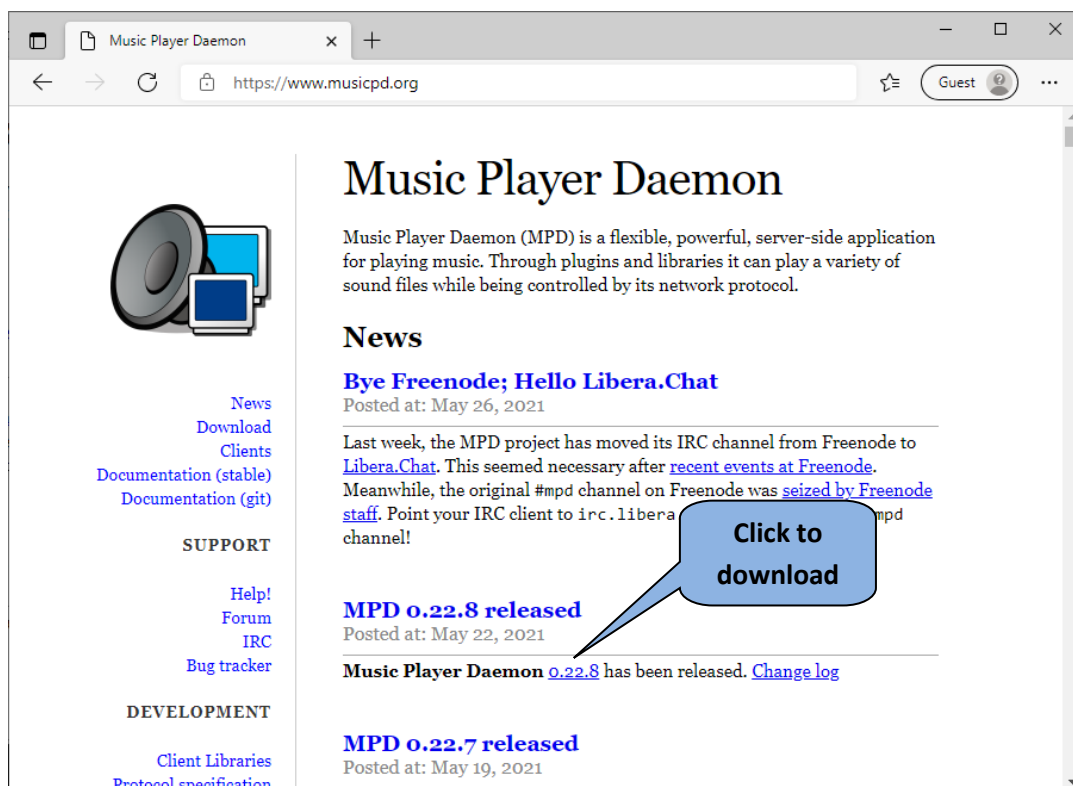 Music Player Daemon
https://www.musicpd.org
Guest
Music Player Daemon
Music Player Daemon (MPD) is a flexible, powerful, server-side application
for playing music. Through plugins and libraries it can play a variety of
sound files while being controlled by its network protocol.
News
Bye Freenode; Hello Libera.Chat
Posted at: May 26, 2021
Last week, the MPD project has moved its IRC channel from Freenode to
Libera.Chat. This seemed necessary after recent events at Freenode.
Meanwhile, the original #mpd channel on Freenode was seized by Freenode
staff. Point your IRC client to irc.libera mpd
channel!
Click to
download
MPD 0.22.8 released
Posted at: May 22, 2021
Music Player Daemon 0.22.8 has been released. Change log
MPD 0.22.7 released
Posted at: May 19, 2021
News
Download
Clients
Documentation (stable)
Documentation (git)
SUPPORT
Help!
Forum
IRC
Bug tracker
DEVELOPMENT
Client Libraries
Protocol specification